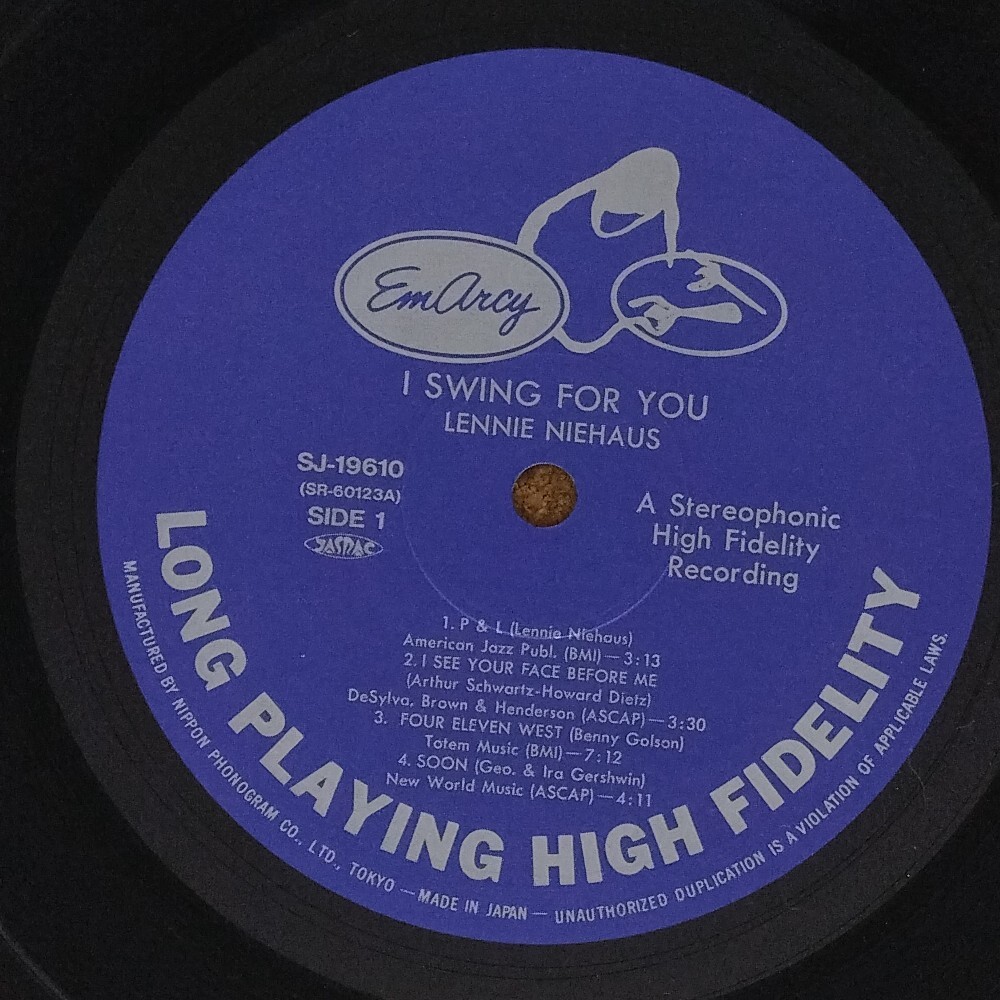 EmArcy
I SWING FOR YOU
LENNIE NIEHAUS
SJ-19610
(SR-60123A)
SIDE 1
JASRAC
A Stereophonic
High Fidelity
Recording
1. P & L (Lennie Niehaus)
American Jazz Publ. (BMI)—3:13
2. I SEE YOUR FACE BEFORE ME
(Arthur Schwartz-Howard Dietz)
DeSylva, Brown & Henderson (ASCAP)—3:30
3. FOUR ELEVEN WEST (Benny Golson)
Totem Music (BMI)—7:12
4. SOON (Geo. & Ira Gershwin)
New World Music (ASCAP)—4:11
LONG PLAYING HIGH FIDELITY
MANUFACTURED BY NIPPON PHONOGRAM CO., LTD., TOKYO — MADE IN JAPAN — UNAUTHORIZED DUPLICATION IS A VIOLATION OF APPLICABLE LAWS.